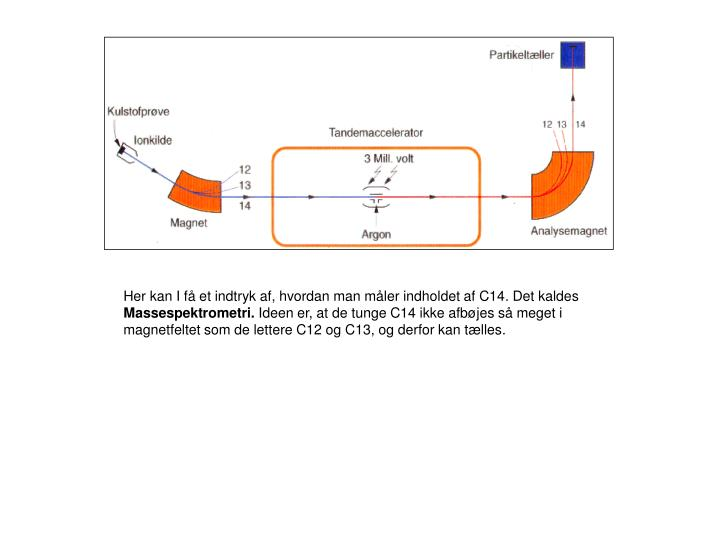 Partikeltæller
Kulstofprøve
Ionkilde
Tandemaccelerator
12 13 14
3 Mill. volt
12
13
14
Magnet
Argon
Analysemagnet
Her kan I få et indtryk af, hvordan man måler indholdet af C14. Det kaldes
Massespektrometri. Ideen er, at de tunge C14 ikke afbøjes så meget i
magnetfeltet som de lettere C12 og C13, og derfor kan tælles.